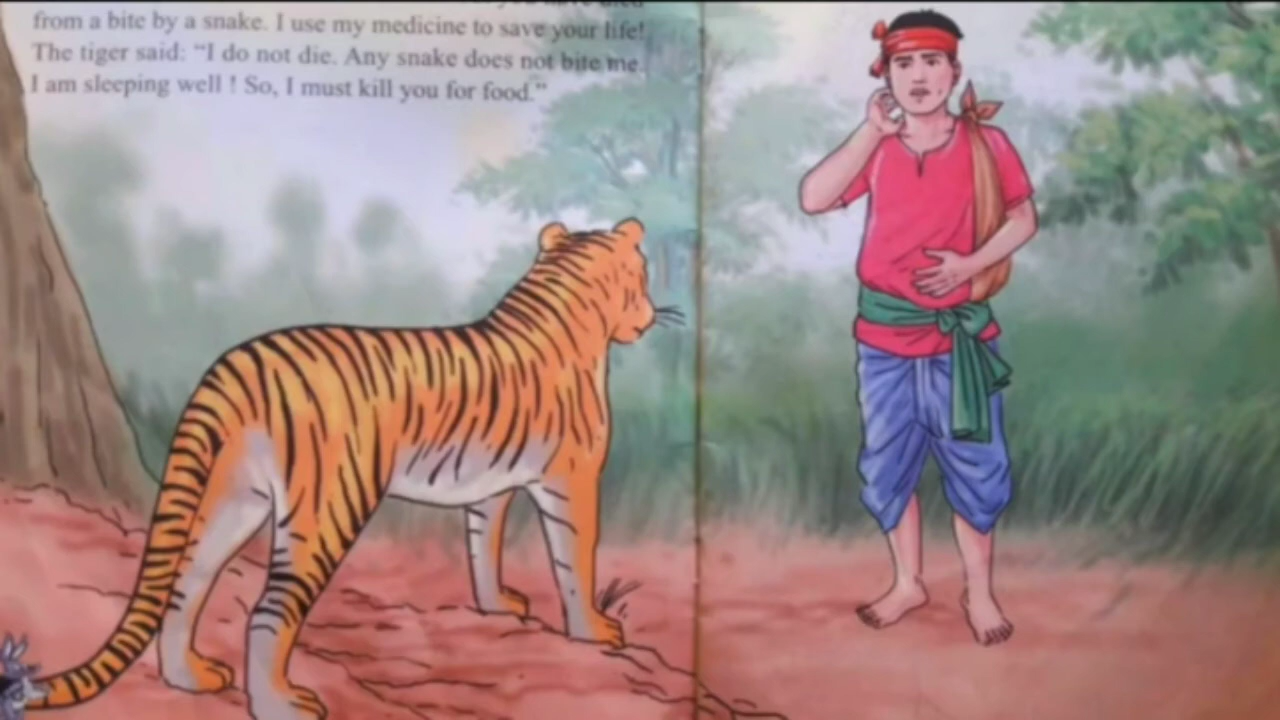 from a bite by a snake. I use my medicine to save your life!
The tiger said: “I do not die. Any snake does not bite me.
I am sleeping well ! So, I must kill you for food.”